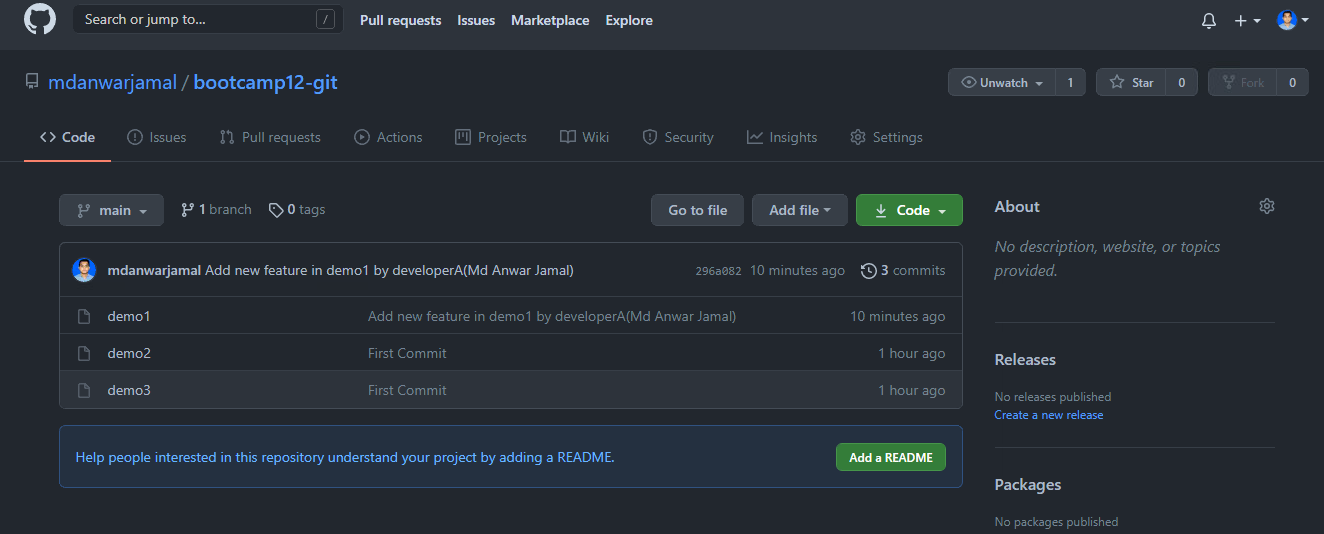 Search or jump to... / Pull requests Issues Marketplace Explore
mdanwarjamal / bootcamp12-git Unwatch 1 Star 0 Fork 0
Code Issues Pull requests Actions Projects Wiki Security Insights Settings
main 1 branch 0 tags Go to file Add file Code
About
No description, website, or topics
provided.
mdanwarjamal Add new feature in demo1 by developerA(Md Anwar Jamal) 296a082 10 minutes ago 3 commits
demo1 Add new feature in demo1 by developerA(Md Anwar Jamal) 10 minutes ago
demo2 First Commit 1 hour ago
demo3 First Commit 1 hour ago
Releases
No releases published
Create a new release
Help people interested in this repository understand your project by adding a README. Add a README
Packages
No packages published